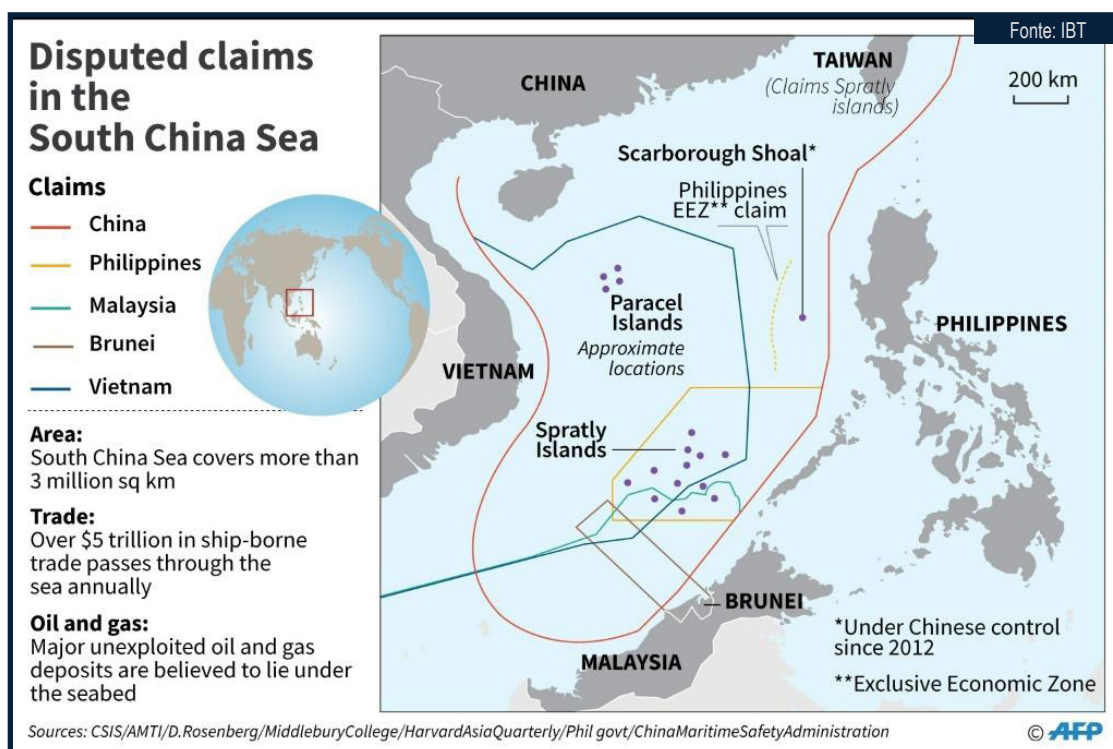 Fonte: IBT
Disputed claims
in the
South China Sea
Claims
China
Philippines
Malaysia
Brunei
Vietnam
Area:
South China Sea covers more than
3 million sq km
Trade:
Over $5 trillion in ship-borne
trade passes through the
sea annually
Oil and gas:
Major unexploited oil and gas
deposits are believed to lie under
the seabed
CHINA
TAIWAN
(Claims Spratly
islands)
200 km
Scarborough Shoal*
Philippines
EEZ** claim
Paracel
Islands
Approximate
locations
PHILIPPINES
VIETNAM
Spratly
Islands
BRUNEI
MALAYSIA
*Under Chinese control
since 2012
**Exclusive Economic Zone
Sources: CSIS/AMTI/D.Rosenberg/MiddleburyCollege/HarvardAsiaQuarterly/Phil govt/ChinaMaritimeSafetyAdministration
© AFP